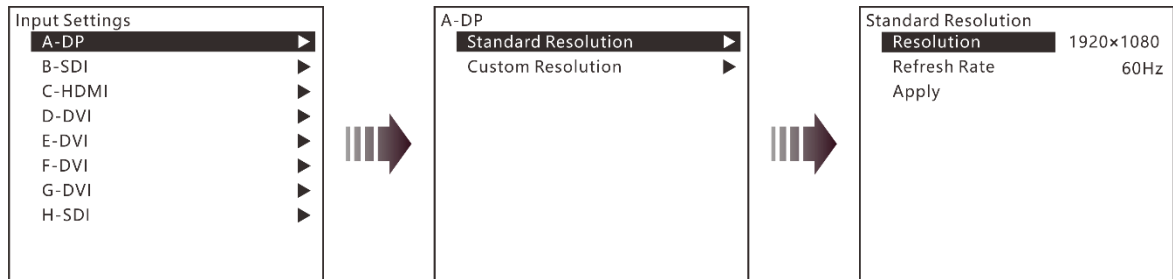 Input Settings
A-DP
B-SDI
C-HDMI
D-DVI
E-DVI
F-DVI
G-DVI
H-SDI
A-DP
Standard Resolution
Custom Resolution
Standard Resolution
Resolution 1920×1080
Refresh Rate 60Hz
Apply